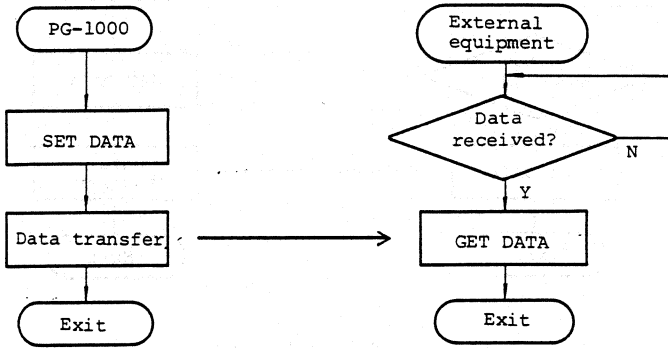 PG-1000
SET DATA
Data transfer
Exit
External
equipment
Data
received?
N
Y
GET DATA
Exit